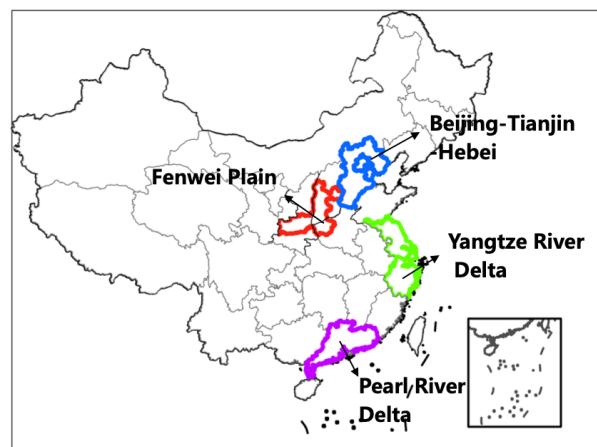 Beijing-Tianjin
-Hebei
Fenwei Plain
Yangtze River
Delta
Pearl River
Delta